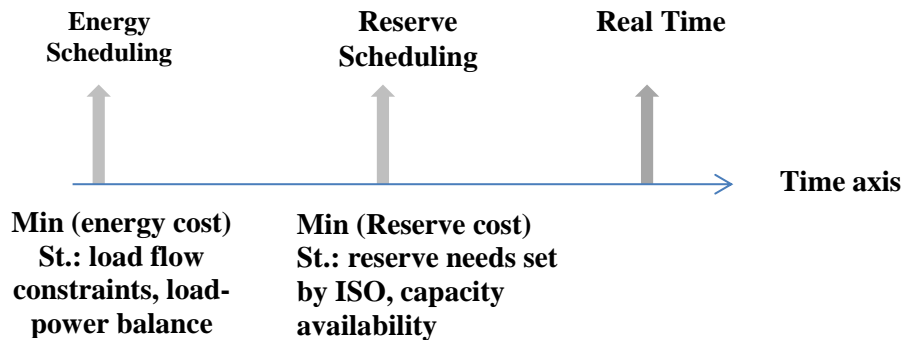 Energy
Scheduling
Reserve
Scheduling
Real Time
Time axis
Min (energy cost)
St.: load flow
constraints, load-
power balance
Min (Reserve cost)
St.: reserve needs set
by ISO, capacity
availability